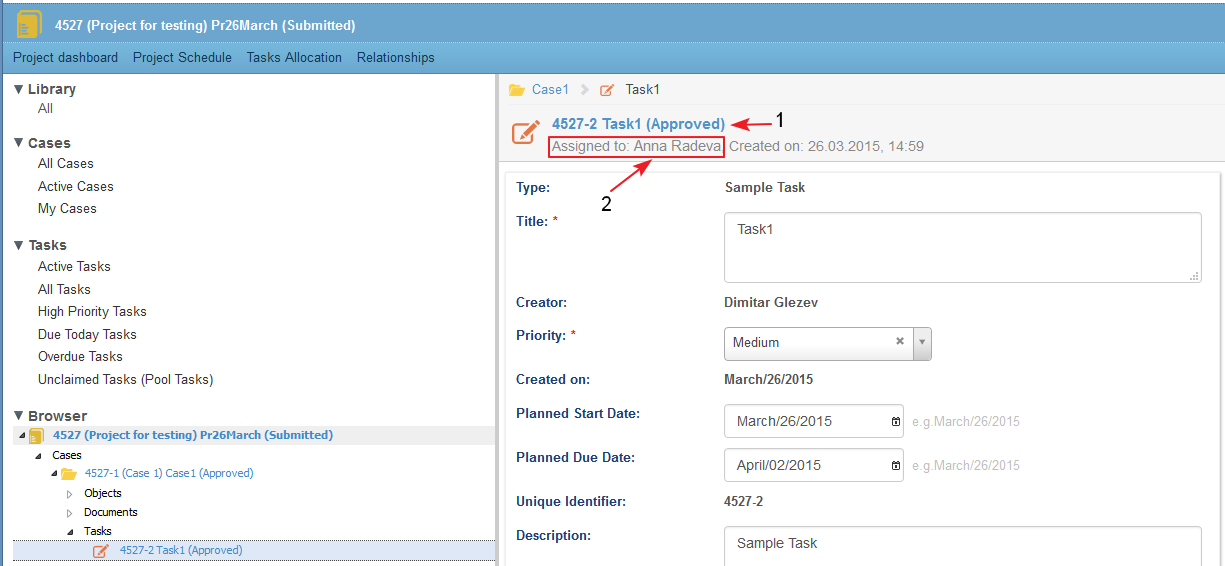 4527 (Project for testing) Pr26March (Submitted)
Project dashboard Project Schedule Tasks Allocation Relationships
Library
All
Cases
All Cases
Active Cases
My Cases
Tasks
Active Tasks
All Tasks
High Priority Tasks
Due Today Tasks
Overdue Tasks
Unclaimed Tasks (Pool Tasks)
Browser
4527 (Project for testing) Pr26March (Submitted)
Cases
4527-1 (Case 1) Case1 (Approved)
Objects
Documents
Tasks
4527-2 Task1 (Approved)
Case1 Task1
4527-2 Task1 (Approved) 1
Assigned to: Anna Radeva, Created on: 26.03.2015, 14:59
2
Type: Sample Task
Title: * Task1
Creator: Dimitar Glezev
Priority: * Medium
Created on: March/26/2015
Planned Start Date: March/26/2015 e.g.March/26/2015
Planned Due Date: April/02/2015 e.g.March/26/2015
Unique Identifier: 4527-2
Description: Sample Task